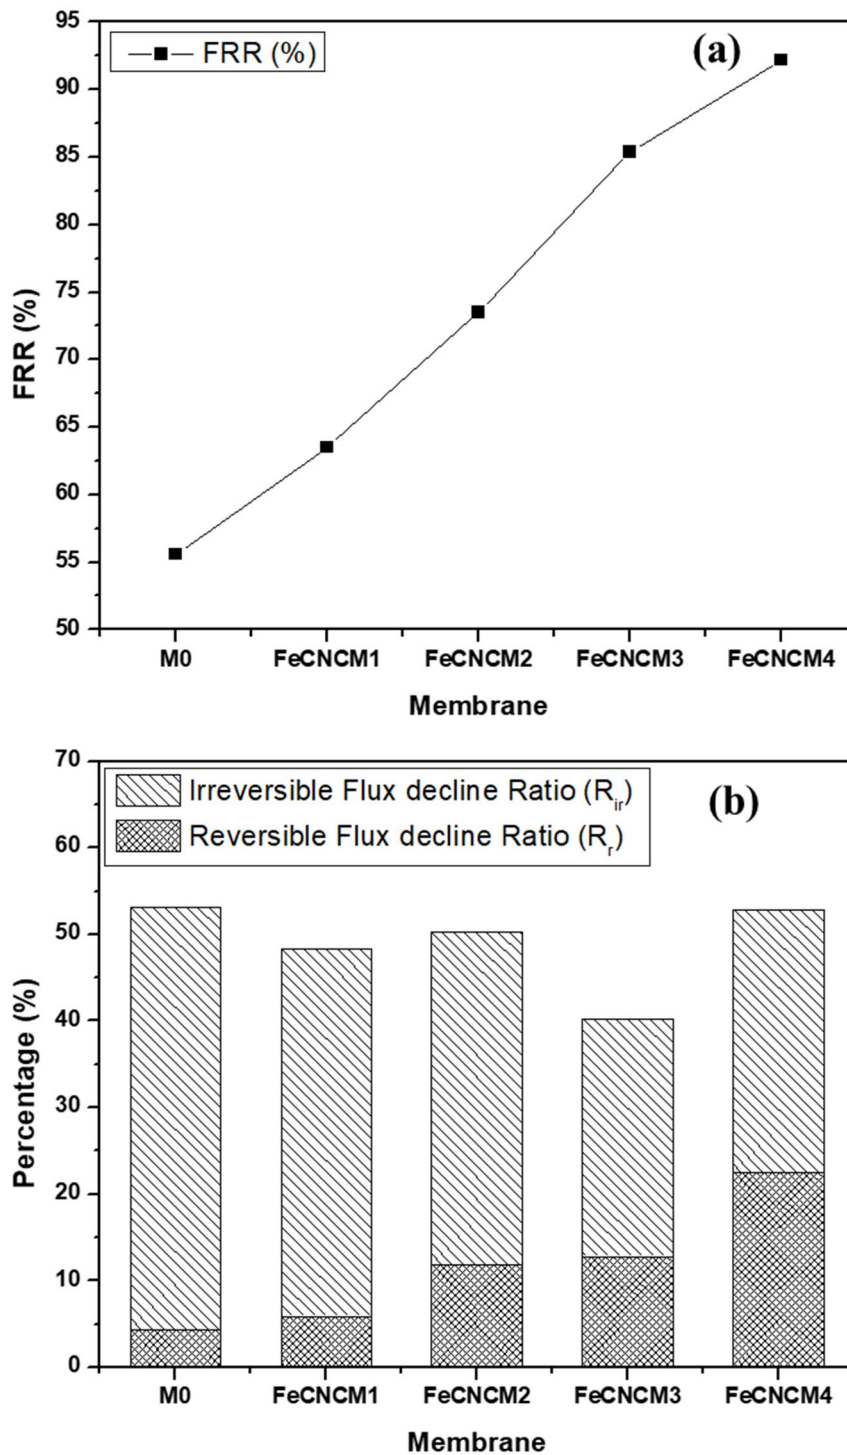 95
FRR (%)
(a)
90
85
80
75
70
65
60
55
50
FRR (%)
M0 FeCNCM1 FeCNCM2 FeCNCM3 FeCNCM4
Membrane
70
Irreversible Flux decline Ratio (Rir)
(b)
Reversible Flux decline Ratio (Rr)
60
50
40
30
20
10
0
Percentage (%)
M0 FeCNCM1 FeCNCM2 FeCNCM3 FeCNCM4
Membrane